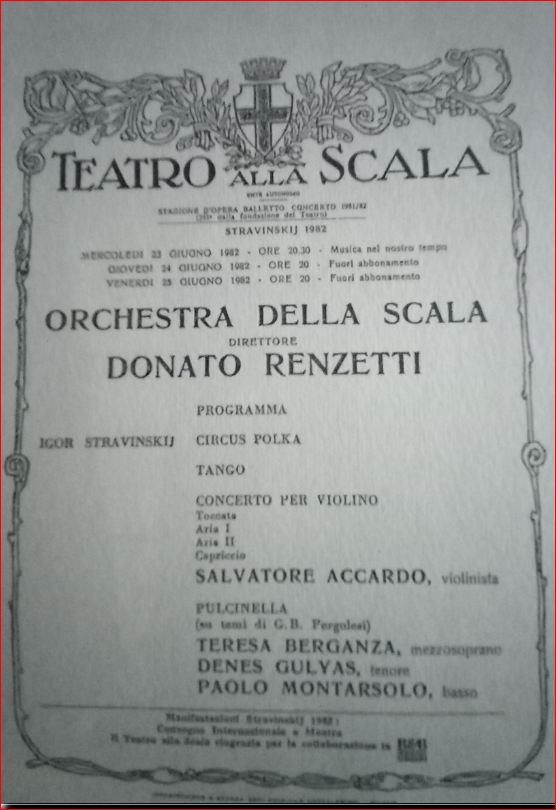 TEATRO ALLA SCALA
ENTE AUTONOMO
STAGIONE D'OPERA BALLETTO CONCERTO 1981/82
dalla fondazione del Teatro)
STRAVINSKIJ 1982
MERCOLEDI 23 GIUGNO 1982 - ORE 20.30 - Musica nel nostro tempo
GIOVEDI 24 GIUGNO 1982 - ORE 20 - Fuori abbonamento
VENERDI 25 GIUGNO 1982 - ORE 20 - Fuori abbonamento
ORCHESTRA DELLA SCALA
DIRETTORE
DONATO RENZETTI
PROGRAMMA
IGOR STRAVINSKIJ CIRCUS POLKA
TANGO
CONCERTO PER VIOLINO
Toccata
Aria I
Aria II
Capriccio
SALVATORE ACCARDO, violinista
PULCINELLA
(su temi di G.B. Pergolesi)
TERESA BERGANZA, mezzosoprano
DENES GULYAS, tenore
PAOLO MONTARSOLO, basso
Manifestazioni Stravinskij 1982:
Convegno Internazionale e Mostra
Il Teatro alla Scala ringrazia per la collaborazione la